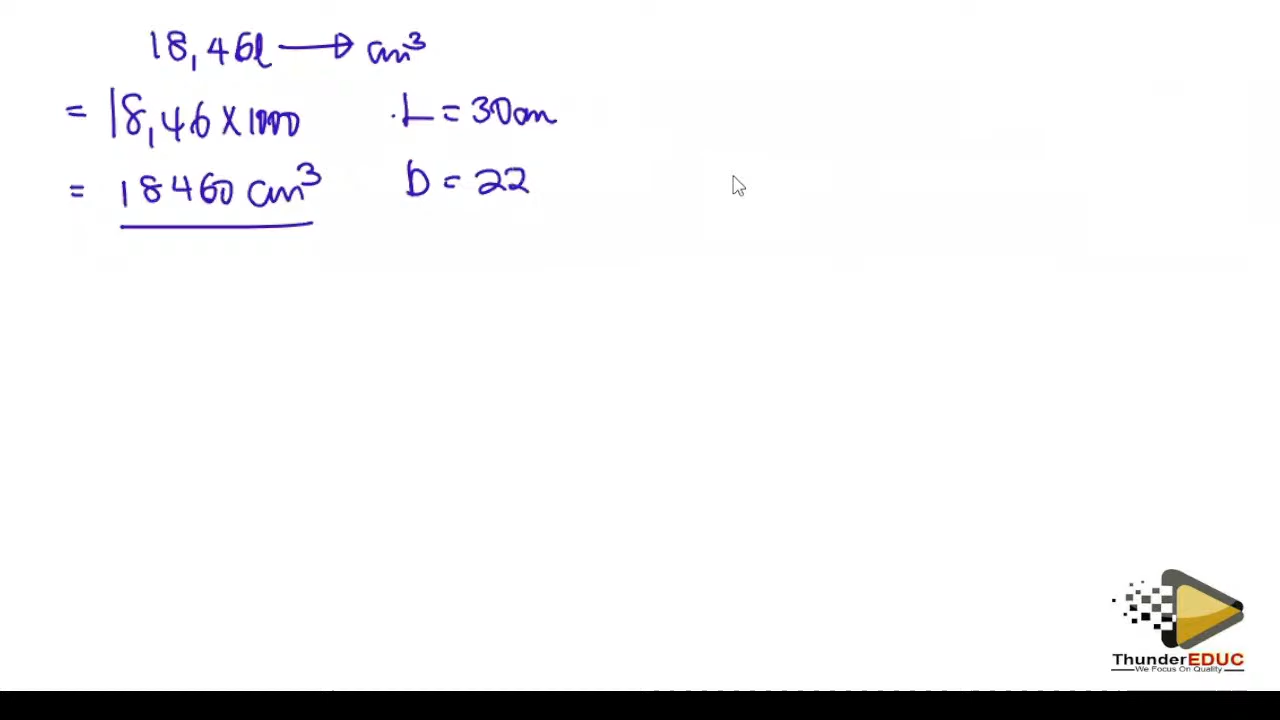 18,46l → cm³
= 18,46 × 1000
= 18460 cm³
. L = 30cm
D = 22
ThunderEDUC
We Focus On Quality